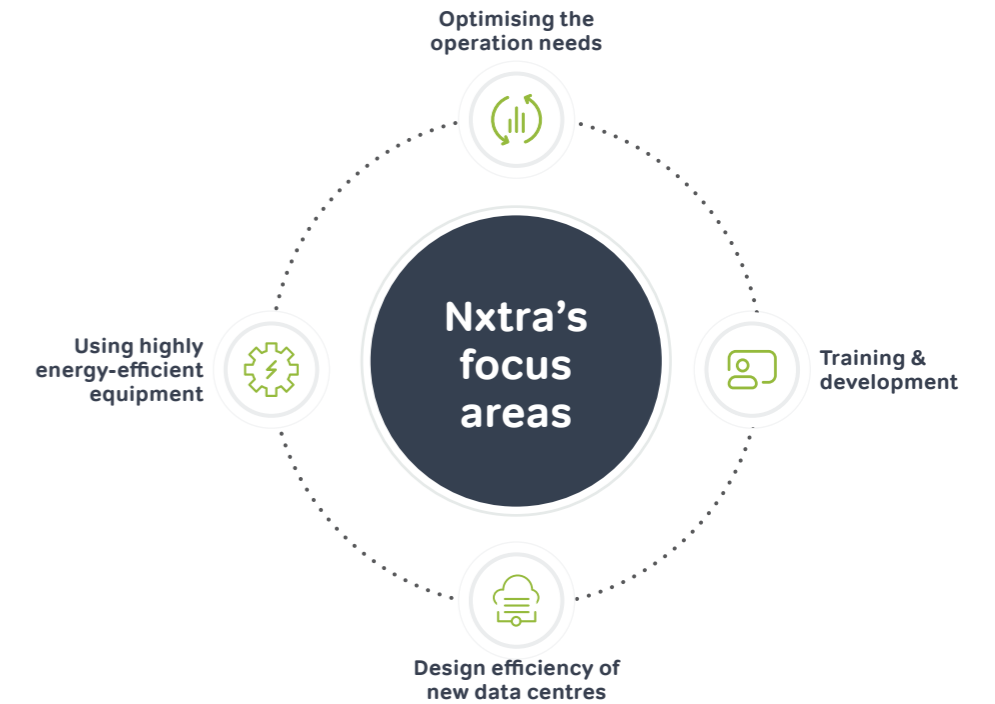 Optimising the
operation needs
Nxtra’s
focus
areas
Using highly
energy-efficient
equipment
Training &
development
Design efficiency of
new data centres